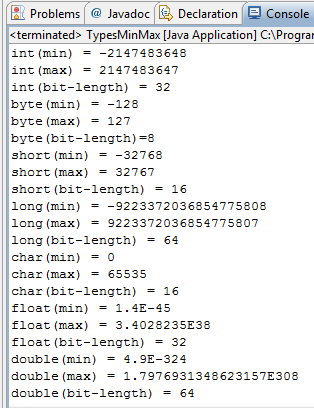 Problems @ Javadoc Declaration Console
<terminated> TypesMinMax [Java Application] C:\Progran
int(min) = -2147483648
int(max) = 2147483647
int(bit-length) = 32
byte(min) = -128
byte(max) = 127
byte(bit-length)=8
short(min) = -32768
short(max) = 32767
short(bit-length) = 16
long(min) = -9223372036854775808
long(max) = 9223372036854775807
long(bit-length) = 64
char(min) = 0
char(max) = 65535
char(bit-length) = 16
float(min) = 1.4E-45
float(max) = 3.4028235E38
float(bit-length) = 32
double(min) = 4.9E-324
double(max) = 1.7976931348623157E308
double(bit-length) = 64